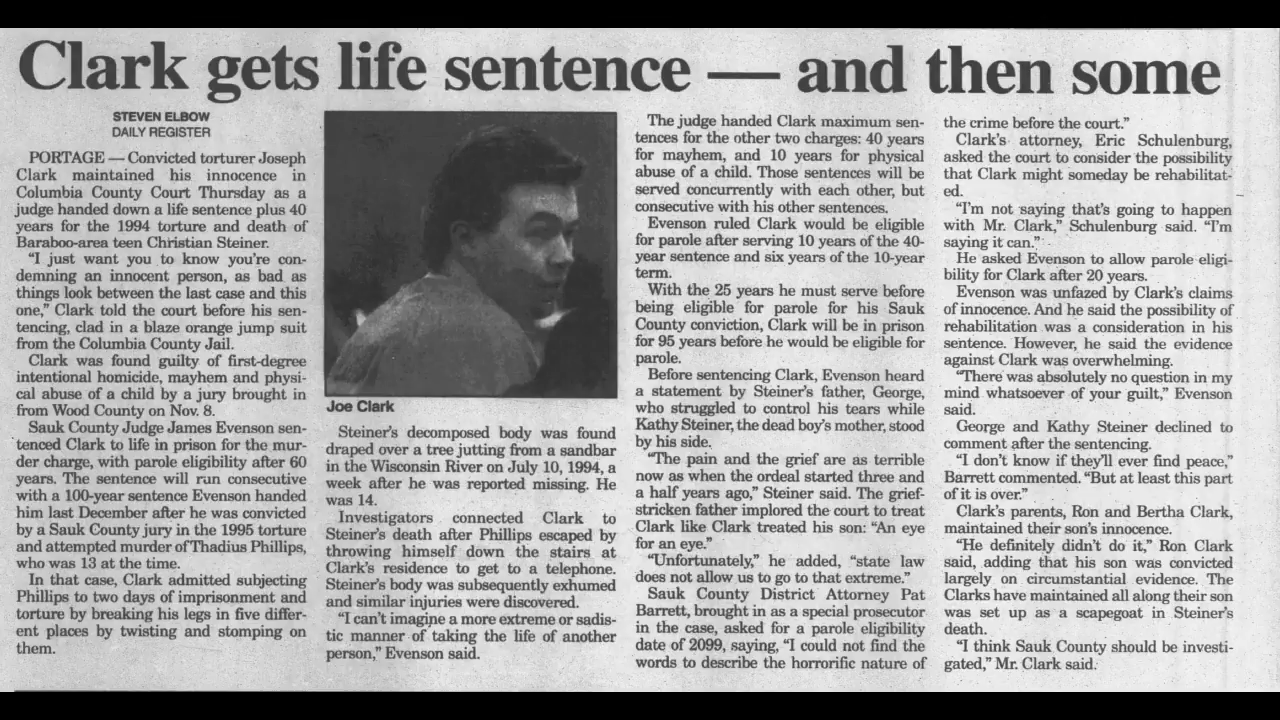 Clark gets life sentence — and then some
STEVEN ELBOW
DAILY REGISTER
PORTAGE — Convicted torturer Joseph
Clark maintained his innocence in
Columbia County Court Thursday as a
judge handed down a life sentence plus 40
years for the 1994 torture and death of
Baraboo-area teen Christian Steiner.
"I just want you to know you're con-
demning an innocent person, as bad as
things look between the last case and this
one," Clark told the court before his sen-
tencing, clad in a blaze orange jump suit
from the Columbia County Jail.
Clark was found guilty of first-degree
intentional homicide, mayhem and physi-
cal abuse of a child by a jury brought in
from Wood County on Nov. 8.
Sauk County Judge James Evenson sen-
tenced Clark to life in prison for the mur-
der charge, with parole eligibility after 60
years. The sentence will run consecutive
with a 100-year sentence Evenson handed
him last December after he was convicted
by a Sauk County jury in the 1995 torture
and attempted murder of Thadius Phillips,
who was 13 at the time.
In that case, Clark admitted subjecting
Phillips to two days of imprisonment and
torture by breaking his legs in five differ-
ent places by twisting and stomping on
them.
Joe Clark
Steiner's decomposed body was found
draped over a tree jutting from a sandbar
in the Wisconsin River on July 10, 1994, a
week after he was reported missing. He
was 14.
Investigators connected Clark to
Steiner's death after Phillips escaped by
throwing himself down the stairs at
Clark's residence to get to a telephone.
Steiner's body was subsequently exhumed
and similar injuries were discovered.
"I can't imagine a more extreme or sadis-
tic manner of taking the life of another
person," Evenson said.
The judge handed Clark maximum sen-
tences for the other two charges: 40 years
for mayhem, and 10 years for physical
abuse of a child. Those sentences will be
served concurrently with each other, but
consecutive with his other sentences.
Evenson ruled Clark would be eligible
for parole after serving 10 years of the 40-
year sentence and six years of the 10-year
term.
With the 25 years he must serve before
being eligible for parole for his Sauk
County conviction, Clark will be in prison
for 95 years before he would be eligible for
parole.
Before sentencing Clark, Evenson heard
a statement by Steiner's father, George,
who struggled to control his tears while
Kathy Steiner, the dead boy's mother, stood
by his side.
"The pain and the grief are as terrible
now as when the ordeal started three and
a half years ago," Steiner said. The grief-
stricken father implored the court to treat
Clark like Clark treated his son: "An eye
for an eye."
"Unfortunately," he added, "state law
does not allow us to go to that extreme."
Sauk County District Attorney Pat
Barrett, brought in as a special prosecutor
in the case, asked for a parole eligibility
date of 2099, saying, "I could not find the
words to describe the horrorific nature of
the crime before the court."
Clark's attorney, Eric Schulenburg,
asked the court to consider the possibility
that Clark might someday be rehabilitat-
ed.
"I'm not saying that's going to happen
with Mr. Clark," Schulenburg said. "I'm
saying it can."
He asked Evenson to allow parole eligi-
bility for Clark after 20 years.
Evenson was unfazed by Clark's claims
of innocence. And he said the possibility of
rehabilitation was a consideration in his
sentence. However, he said the evidence
against Clark was overwhelming.
"There was absolutely no question in my
mind whatsoever of your guilt," Evenson
said.
George and Kathy Steiner declined to
comment after the sentencing.
"I don't know if they'll ever find peace,"
Barrett commented. "But at least this part
of it is over."
Clark's parents, Ron and Bertha Clark,
maintained their son's innocence.
"He definitely didn't do it," Ron Clark
said, adding that his son was convicted
largely on circumstantial evidence. The
Clarks have maintained all along their son
was set up as a scapegoat in Steiner's
death.
"I think Sauk County should be investi-
gated," Mr. Clark said.